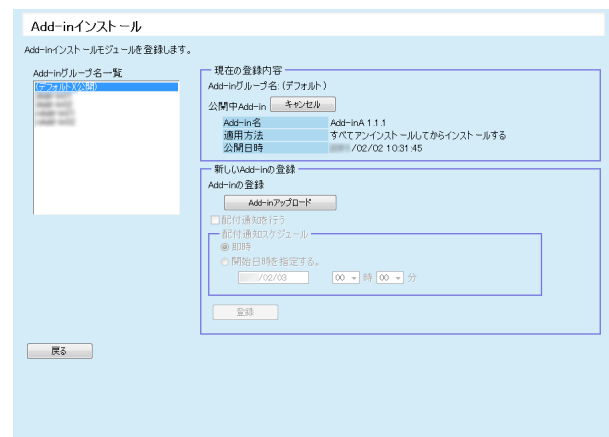 Add-inインストール
Add-inインストールモジュールを登録します。
Add-inグループ名一覧
(デフォルト)(公開)
現在の登録内容
Add-inグループ名:(デフォルト)
公開中Add-in キャンセル
Add-in名 Add-inA 1.1.1
適用方法 すべてアンインストールしてからインストールする
公開日時 /02/02 10:31:45
新しいAdd-inの登録
Add-inの登録
Add-inアップロード
配付通知を行う
配付通知スケジュール
即時
開始日時を指定する。
/02/03 00 時 00 分
登録
戻る